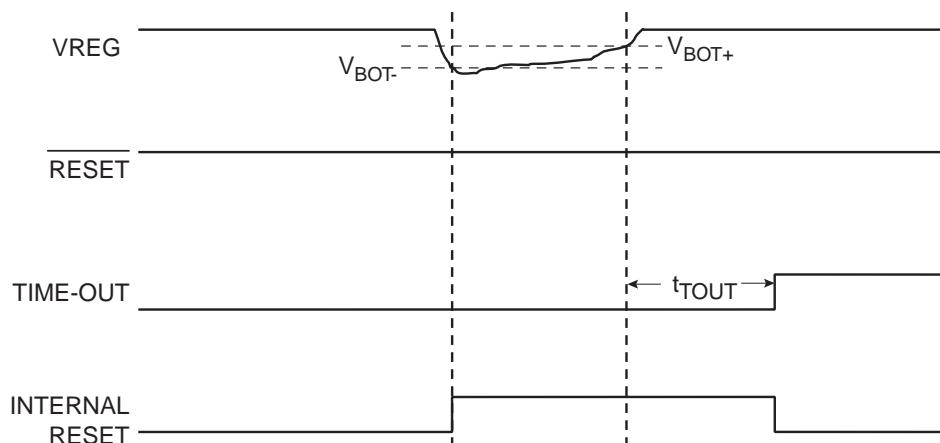 VREG
V_BOT-
V_BOT+
RESET
TIME-OUT
t_TOUT
INTERNAL
RESET